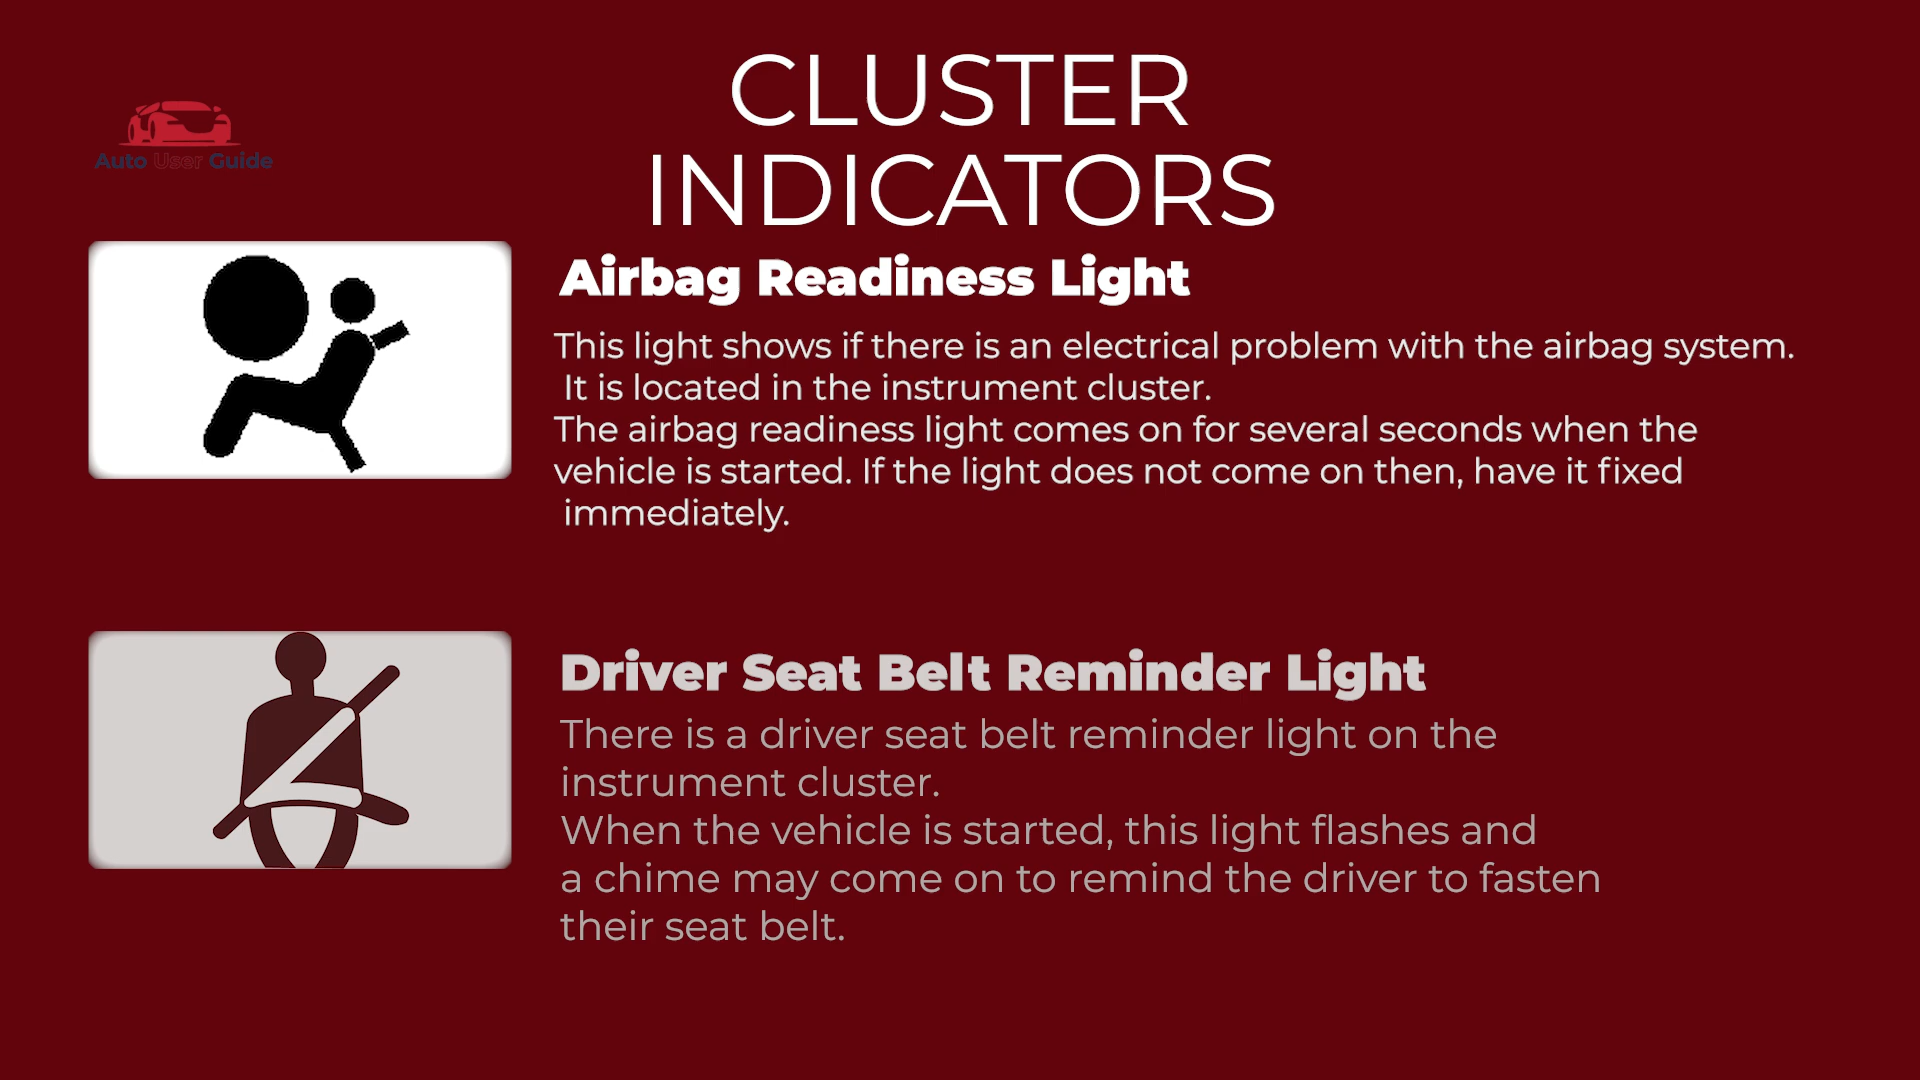 CLUSTER
INDICATORS
Auto User Guide
Airbag Readiness Light
This light shows if there is an electrical problem with the airbag system.
It is located in the instrument cluster.
The airbag readiness light comes on for several seconds when the
vehicle is started. If the light does not come on then, have it fixed
immediately.
Driver Seat Belt Reminder Light
There is a driver seat belt reminder light on the
instrument cluster.
When the vehicle is started, this light flashes and
a chime may come on to remind the driver to fasten
their seat belt.